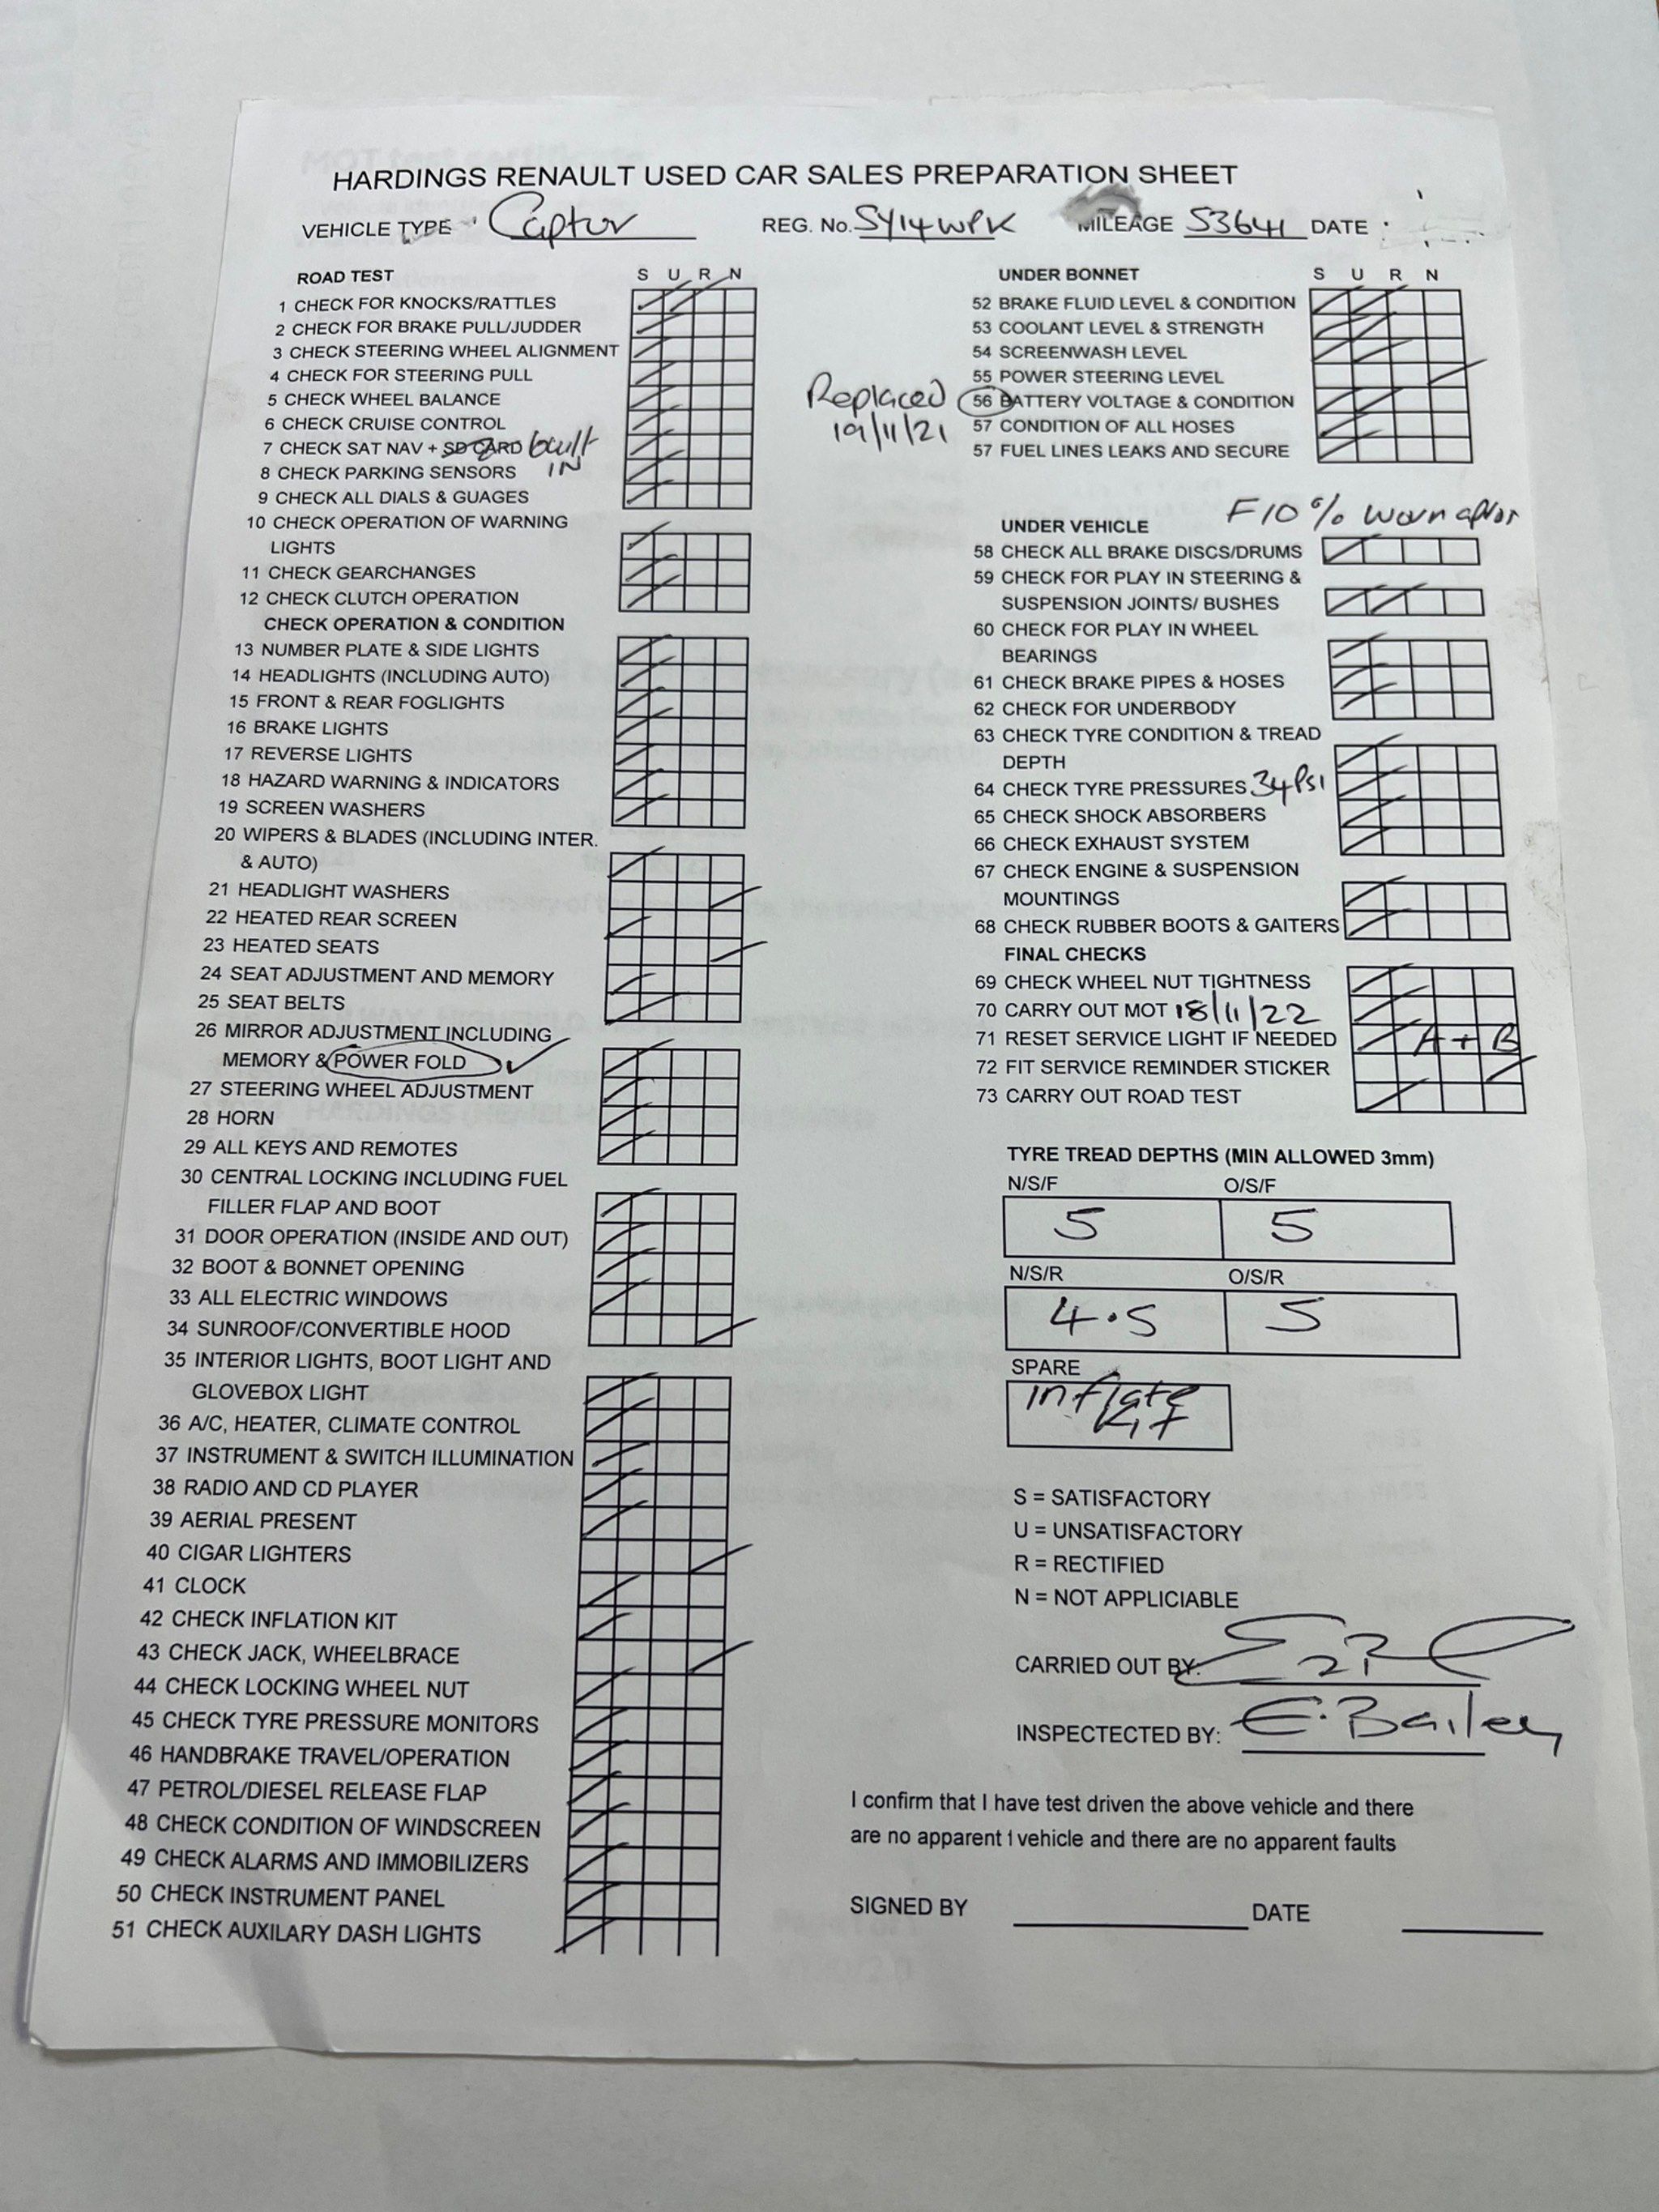 HARDINGS RENAULT USED CAR SALES PREPARATION SHEET
VEHICLE TYPE Captur REG. No. SY14WPK MILEAGE 53641 DATE
ROAD TEST S U R N
1 CHECK FOR KNOCKS/RATTLES
2 CHECK FOR BRAKE PULL/JUDDER
3 CHECK STEERING WHEEL ALIGNMENT
4 CHECK FOR STEERING PULL
5 CHECK WHEEL BALANCE
6 CHECK CRUISE CONTROL
7 CHECK SAT NAV + SD CARD built
IN
8 CHECK PARKING SENSORS
9 CHECK ALL DIALS & GUAGES
10 CHECK OPERATION OF WARNING
LIGHTS
11 CHECK GEARCHANGES
12 CHECK CLUTCH OPERATION
CHECK OPERATION & CONDITION
13 NUMBER PLATE & SIDE LIGHTS
14 HEADLIGHTS (INCLUDING AUTO)
15 FRONT & REAR FOGLIGHTS
16 BRAKE LIGHTS
17 REVERSE LIGHTS
18 HAZARD WARNING & INDICATORS
19 SCREEN WASHERS
20 WIPERS & BLADES (INCLUDING INTER.
& AUTO)
21 HEADLIGHT WASHERS
22 HEATED REAR SCREEN
23 HEATED SEATS
24 SEAT ADJUSTMENT AND MEMORY
25 SEAT BELTS
26 MIRROR ADJUSTMENT INCLUDING
MEMORY & POWER FOLD
27 STEERING WHEEL ADJUSTMENT
28 HORN
29 ALL KEYS AND REMOTES
30 CENTRAL LOCKING INCLUDING FUEL
FILLER FLAP AND BOOT
31 DOOR OPERATION (INSIDE AND OUT)
32 BOOT & BONNET OPENING
33 ALL ELECTRIC WINDOWS
34 SUNROOF/CONVERTIBLE HOOD
35 INTERIOR LIGHTS, BOOT LIGHT AND
GLOVEBOX LIGHT
36 A/C, HEATER, CLIMATE CONTROL
37 INSTRUMENT & SWITCH ILLUMINATION
38 RADIO AND CD PLAYER
39 AERIAL PRESENT
40 CIGAR LIGHTERS
41 CLOCK
42 CHECK INFLATION KIT
43 CHECK JACK, WHEELBRACE
44 CHECK LOCKING WHEEL NUT
45 CHECK TYRE PRESSURE MONITORS
46 HANDBRAKE TRAVEL/OPERATION
47 PETROL/DIESEL RELEASE FLAP
48 CHECK CONDITION OF WINDSCREEN
49 CHECK ALARMS AND IMMOBILIZERS
50 CHECK INSTRUMENT PANEL
51 CHECK AUXILARY DASH LIGHTS
UNDER BONNET S U R N
52 BRAKE FLUID LEVEL & CONDITION
53 COOLANT LEVEL & STRENGTH
54 SCREENWASH LEVEL
55 POWER STEERING LEVEL
Replaced 56 BATTERY VOLTAGE & CONDITION
19/11/21 57 CONDITION OF ALL HOSES
57 FUEL LINES LEAKS AND SECURE
F10% worn
UNDER VEHICLE
58 CHECK ALL BRAKE DISCS/DRUMS
59 CHECK FOR PLAY IN STEERING &
SUSPENSION JOINTS/ BUSHES
60 CHECK FOR PLAY IN WHEEL
BEARINGS
61 CHECK BRAKE PIPES & HOSES
62 CHECK FOR UNDERBODY
63 CHECK TYRE CONDITION & TREAD
DEPTH
64 CHECK TYRE PRESSURES 34PSI
65 CHECK SHOCK ABSORBERS
66 CHECK EXHAUST SYSTEM
67 CHECK ENGINE & SUSPENSION
MOUNTINGS
68 CHECK RUBBER BOOTS & GAITERS
FINAL CHECKS
69 CHECK WHEEL NUT TIGHTNESS
70 CARRY OUT MOT 18/11/22
71 RESET SERVICE LIGHT IF NEEDED A + B
72 FIT SERVICE REMINDER STICKER
73 CARRY OUT ROAD TEST
TYRE TREAD DEPTHS (MIN ALLOWED 3mm)
N/S/F O/S/F
5 5
N/S/R O/S/R
4.5 5
SPARE
inflate
kit
S = SATISFACTORY
U = UNSATISFACTORY
R = RECTIFIED
N = NOT APPLICIABLE
CARRIED OUT BY:
INSPECTECTED BY: E. Bailey
I confirm that I have test driven the above vehicle and there
are no apparent t vehicle and there are no apparent faults
SIGNED BY DATE